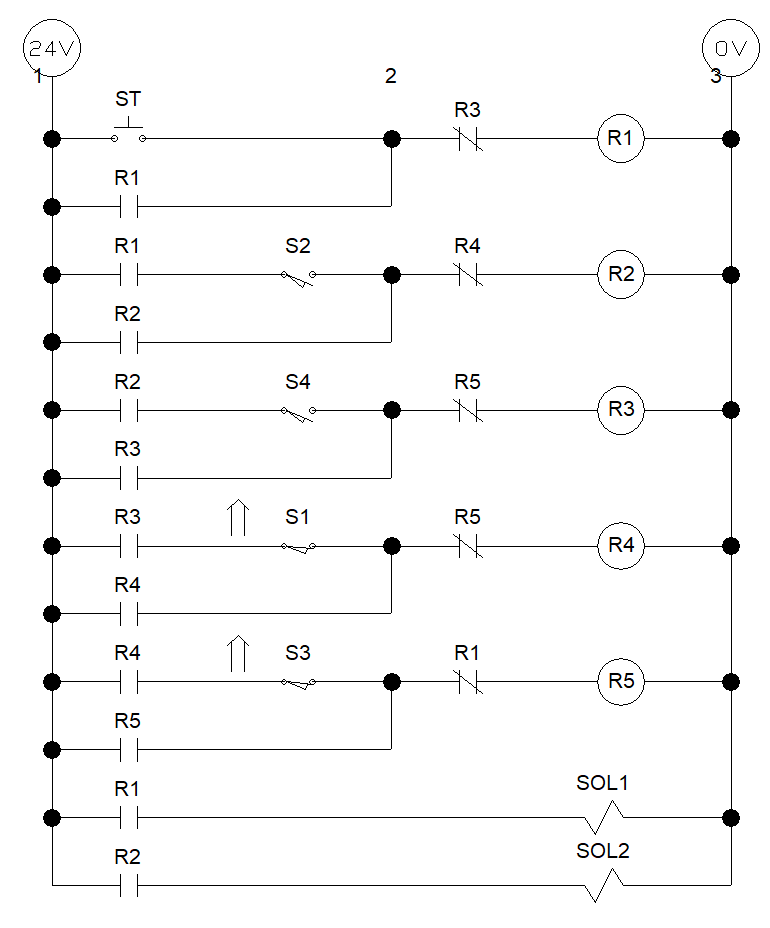 24V 0V
1 2 3
ST R3 R1
R1
R1 S2 R4 R2
R2
R2 S4 R5 R3
R3
R3 S1 R5 R4
R4
R4 S3 R1 R5
R5
R1 SOL1
R2 SOL2